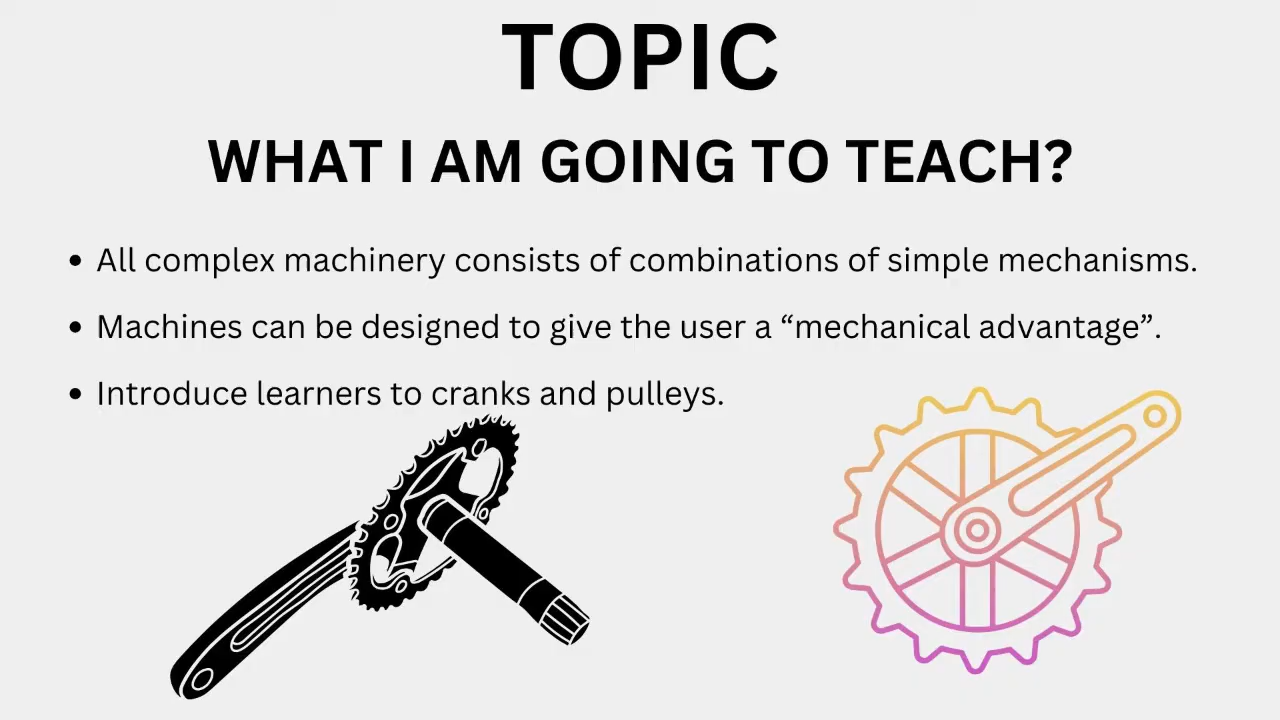 TOPIC
WHAT I AM GOING TO TEACH?
• All complex machinery consists of combinations of simple mechanisms.
• Machines can be designed to give the user a “mechanical advantage”.
• Introduce learners to cranks and pulleys.